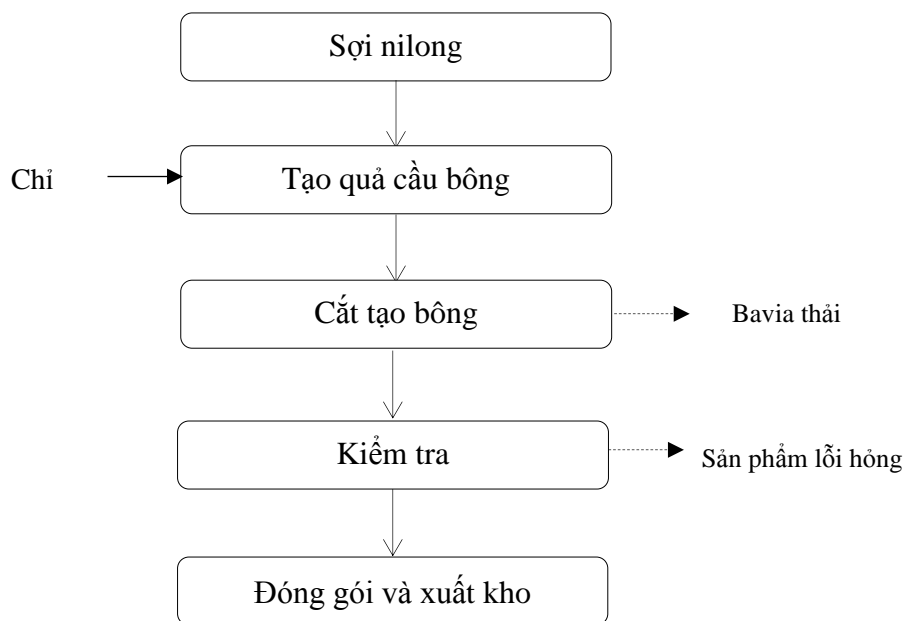 Sợi nilong
Chỉ
Tạo quả cầu bông
Cắt tạo bông
Bavia thải
Kiểm tra
Sản phẩm lỗi hỏng
Đóng gói và xuất kho